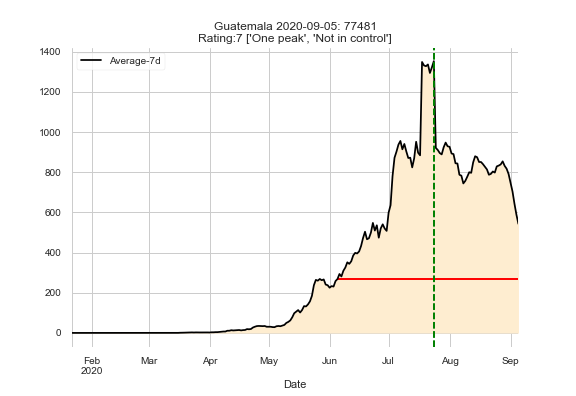 Guatemala 2020-09-05: 77481
Rating:7 ['One peak', 'Not in control']
Average-7d
1400
1200
1000
800
600
400
200
0
Feb Mar Apr May Jun Jul Aug Sep
2020
Date